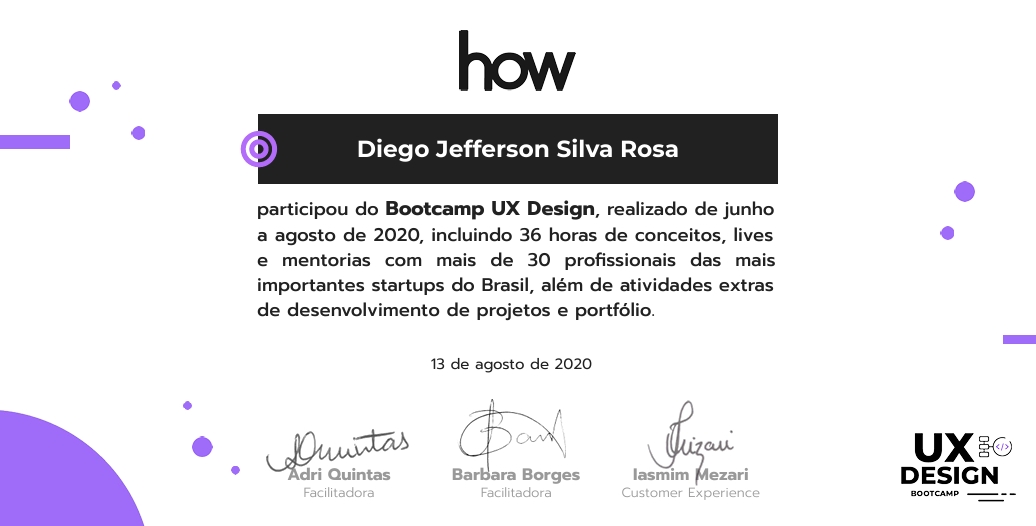 how
Diego Jefferson Silva Rosa
participou do Bootcamp UX Design, realizado de junho
a agosto de 2020, incluindo 36 horas de conceitos, lives
e mentorias com mais de 30 profissionais das mais
importantes startups do Brasil, além de atividades extras
de desenvolvimento de projetos e portfólio.
13 de agosto de 2020
Adri Quintas
Facilitadora
Barbara Borges
Facilitadora
Iasmim Mezari
Customer Experience
UX
DESIGN
BOOTCAMP